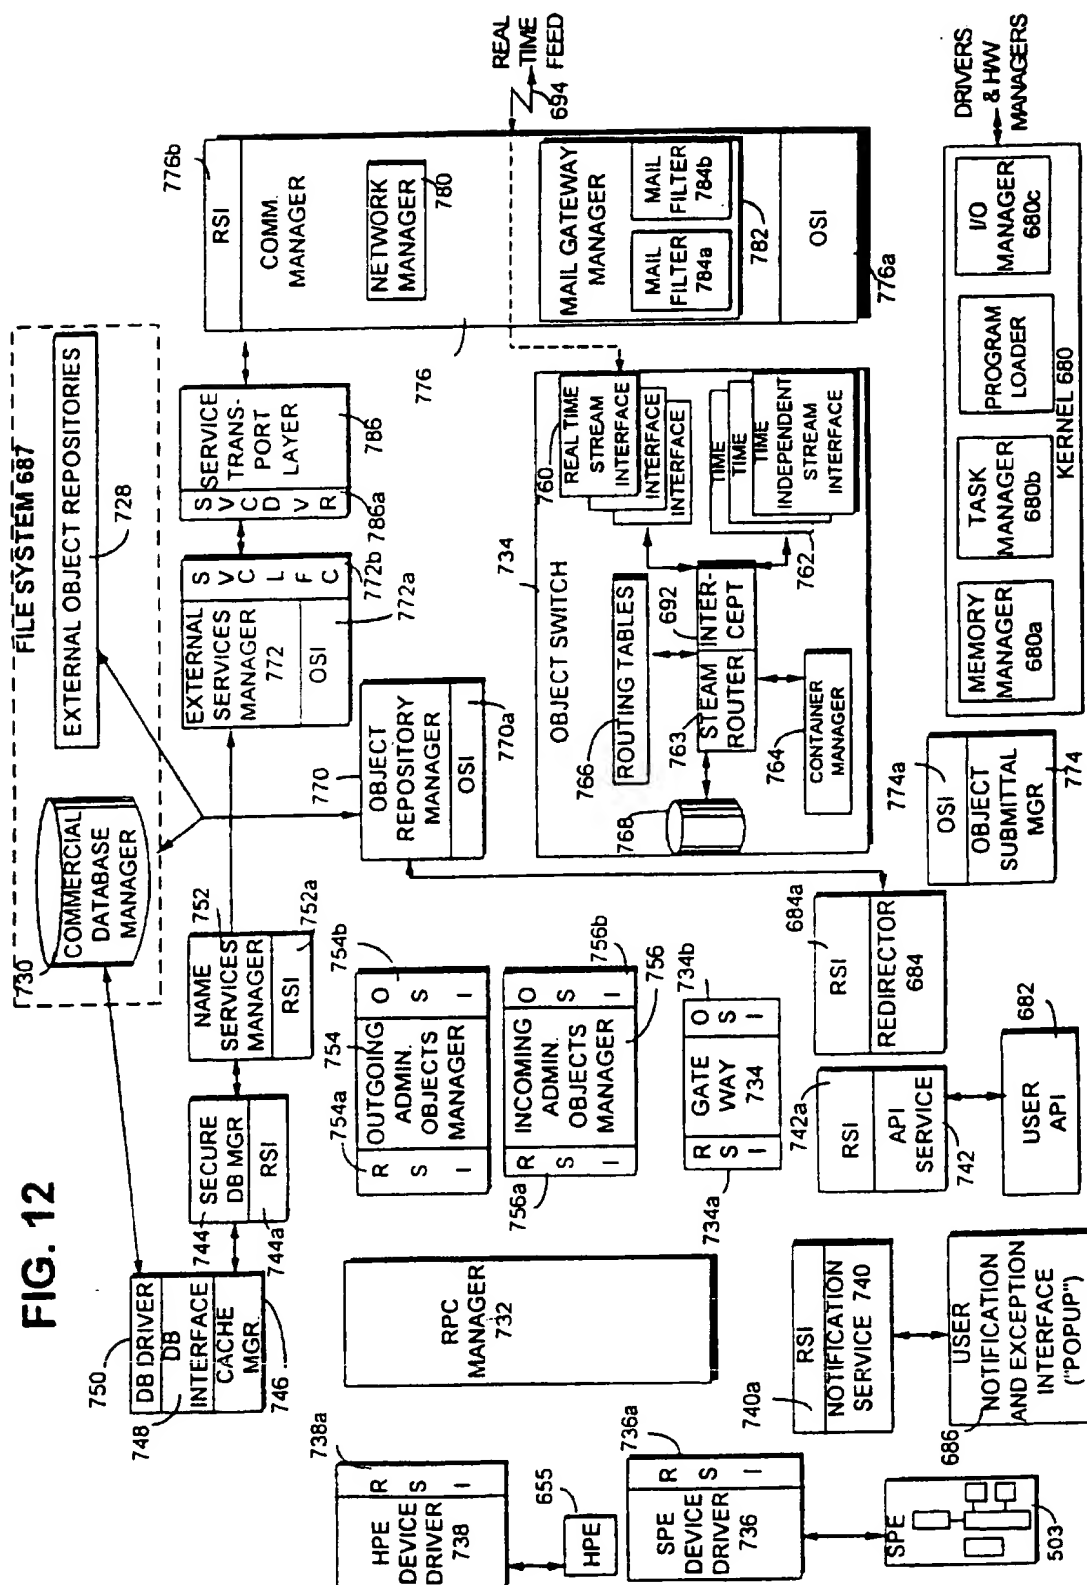 FIG. 12
FILE SYSTEM 687
730
COMMERCIAL
DATABASE
MANAGER
EXTERNAL OBJECT REPOSITORIES
728
750
DB DRIVER
748
DB
INTERFACE
CACHE
MGR.
746
744
SECURE
DB MGR
RSI
744a
NAME
SERVICES
MANAGER
752
RSI
752a
EXTERNAL
SERVICES
MANAGER
772
OSI
772a
S
V
C
L
F
C
772b
S
V
C
D
V
R
786a
SERVICE
TRANS-
PORT
LAYER
786
776b
RSI
COMM.
MANAGER
NETWORK
MANAGER
780
776
MAIL GATEWAY
MANAGER
MAIL
FILTER
784a
MAIL
FILTER
784b
782
OSI
776a
REAL
TIME
FEED
694
738a
HPE
DEVICE
DRIVER
738
R
S
I
655
HPE
736a
SPE
DEVICE
DRIVER
736
R
S
I
SPE
503
RPC
MANAGER
732
754a
R
S
I
754
OUTGOING
ADMIN.
OBJECTS
MANAGER
O
S
I
754b
756a
R
S
I
INCOMING
ADMIN.
OBJECTS
MANAGER
756
O
S
I
756b
734a
R
S
I
GATE
WAY
734
O
S
I
734b
770
OBJECT
REPOSITORY
MANAGER
OSI
770a
734
OBJECT SWITCH
760
REAL TIME
STREAM
INTERFACE
INTERFACE
INTERFACE
TIME
TIME
TIME
INDEPENDENT
STREAM
INTERFACE
762
766
ROUTING TABLES
692
763
STEAM
ROUTER
INTER-
CEPT
764
CONTAINER
MANAGER
768
740a
RSI
NOTIFICATION
SERVICE 740
686
USER
NOTIFICATION
AND EXCEPTION
INTERFACE
("POPUP")
742a
RSI
API
SERVICE
742
USER
API
682
684a
RSI
REDIRECTOR
684
774a
OSI
OBJECT
SUBMITTAL
MGR
774
MEMORY
MANAGER
680a
TASK
MANAGER
680b
PROGRAM
LOADER
I/O
MANAGER
680c
KERNEL 680
DRIVERS
& H/W
MANAGERS